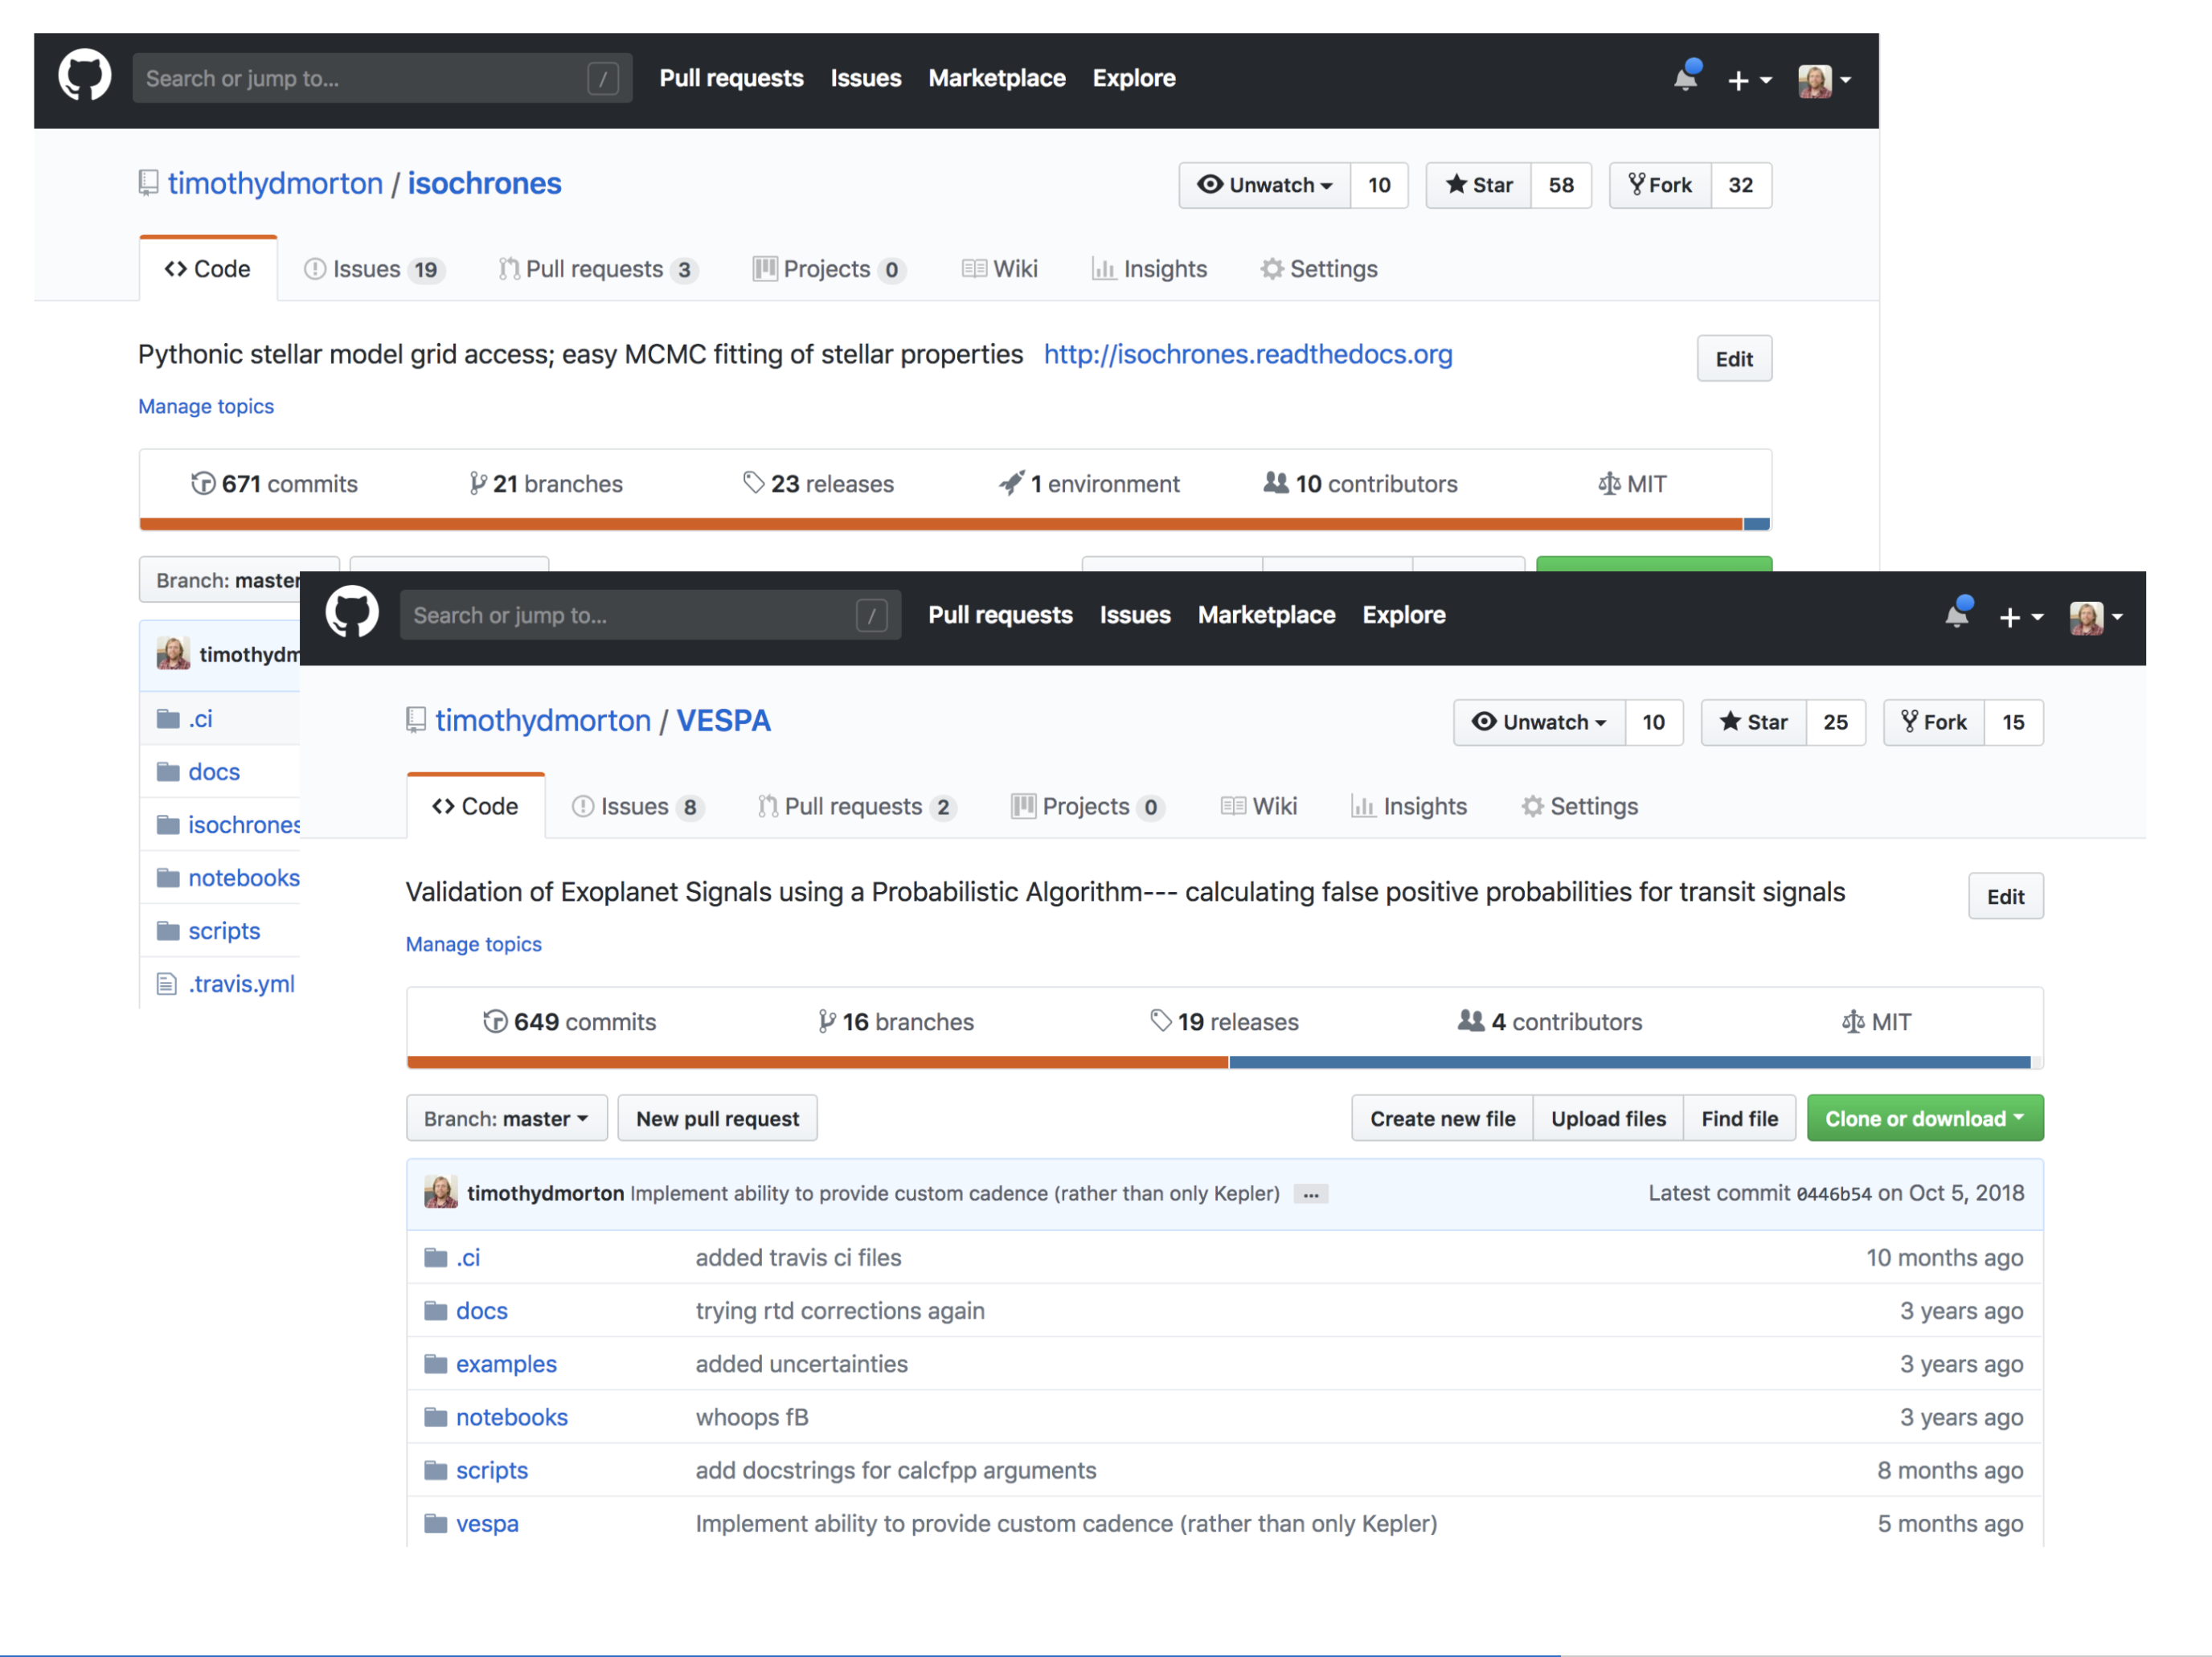 Search or jump to... / Pull requests Issues Marketplace Explore
timothydmorton / isochrones Unwatch 10 Star 58 Fork 32
Code Issues 19 Pull requests 3 Projects 0 Wiki Insights Settings
Pythonic stellar model grid access; easy MCMC fitting of stellar properties http://isochrones.readthedocs.org Edit
Manage topics
671 commits 21 branches 23 releases 1 environment 10 contributors MIT
Branch: master
timothydm
.ci
docs
isochrones
notebooks
scripts
.travis.yml
Search or jump to... / Pull requests Issues Marketplace Explore
timothydmorton / VESPA Unwatch 10 Star 25 Fork 15
Code Issues 8 Pull requests 2 Projects 0 Wiki Insights Settings
Validation of Exoplanet Signals using a Probabilistic Algorithm--- calculating false positive probabilities for transit signals Edit
Manage topics
649 commits 16 branches 19 releases 4 contributors MIT
Branch: master New pull request Create new file Upload files Find file Clone or download
timothydmorton Implement ability to provide custom cadence (rather than only Kepler) ... Latest commit 0446b54 on Oct 5, 2018
.ci added travis ci files 10 months ago
docs trying rtd corrections again 3 years ago
examples added uncertainties 3 years ago
notebooks whoops fB 3 years ago
scripts add docstrings for calcfpp arguments 8 months ago
vespa Implement ability to provide custom cadence (rather than only Kepler) 5 months ago